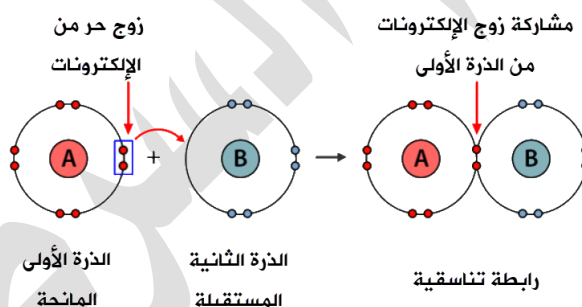 زوج حر من
الإلكترونات
مشاركة زوج الإلكترونات
من الذرة الأولى
A + B → A B
الذرة الأولى
المانحة
الذرة الثانية
المستقبلة
رابطة تناسقية